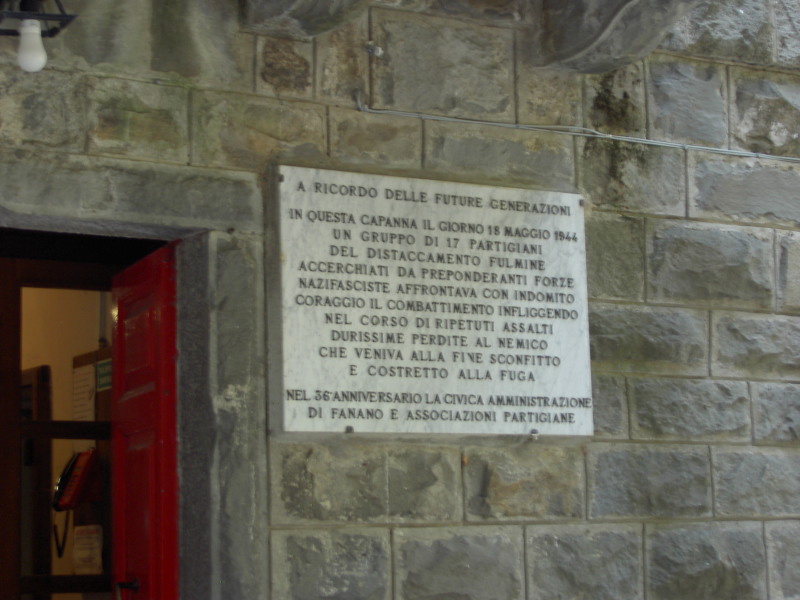 A RICORDO DELLE FUTURE GENERAZIONI
IN QUESTA CAPANNA IL GIORNO 18 MAGGIO 1944
UN GRUPPO DI 17 PARTIGIANI
DEL DISTACCAMENTO FULMINE
ACCERCHIATI DA PREPONDERANTI FORZE
NAZIFASCISTE AFFRONTAVA CON INDOMITO
CORAGGIO IL COMBATTIMENTO INFLIGGENDO
NEL CORSO DI RIPETUTI ASSALTI
DURISSIME PERDITE AL NEMICO
CHE VENIVA ALLA FINE SCONFITTO
E COSTRETTO ALLA FUGA
NEL 36°ANNIVERSARIO LA CIVICA AMMINISTRAZIONE
DI FANANO E ASSOCIAZIONI PARTIGIANE